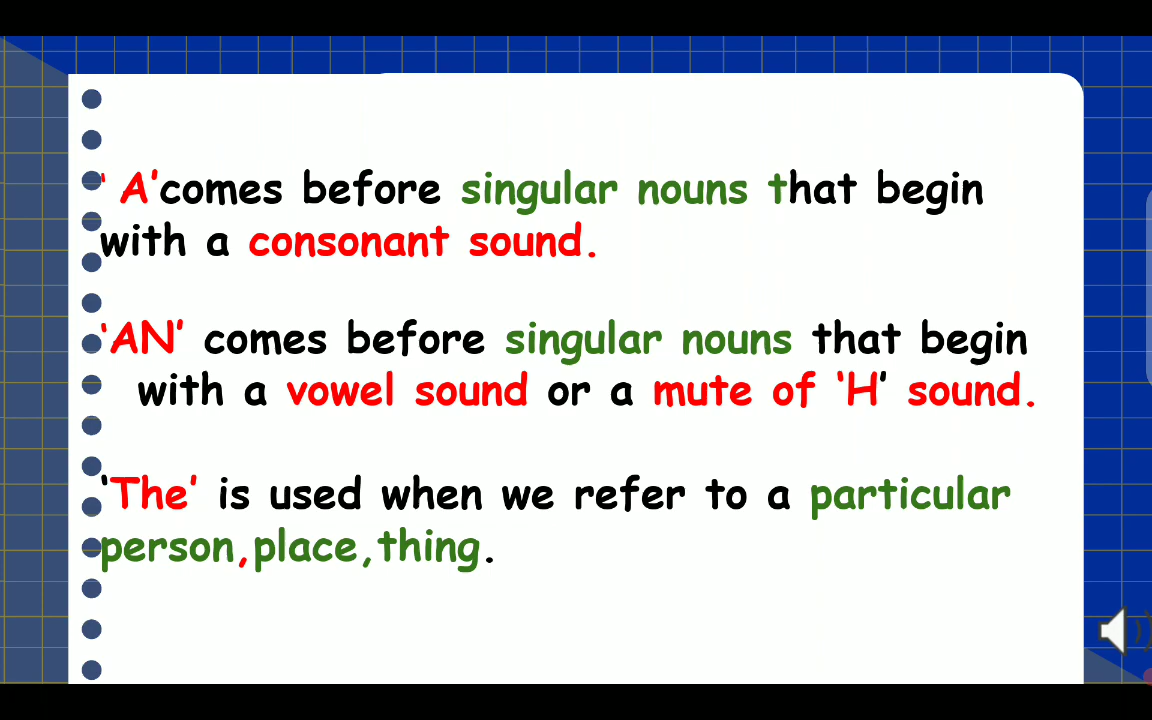 ‘ A’comes before singular nouns that begin
with a consonant sound.
‘AN’ comes before singular nouns that begin
with a vowel sound or a mute of ‘H’ sound.
‘The’ is used when we refer to a particular
person,place,thing.